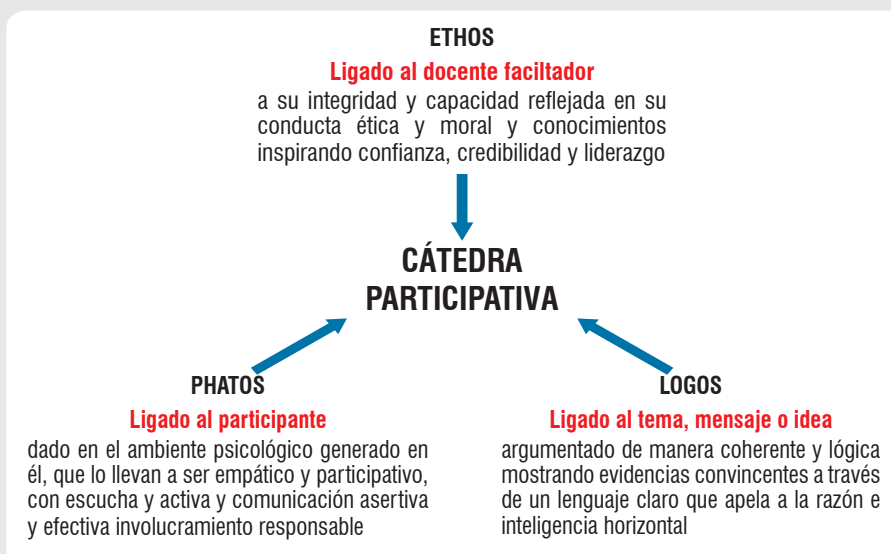 ETHOS
Ligado al docente faciltador
a su integridad y capacidad reflejada en su
conducta ética y moral y conocimientos
inspirando confianza, credibilidad y liderazgo
CÁTEDRA
PARTICIPATIVA
PHATOS
Ligado al participante
dado en el ambiente psicológico generado en
él, que lo llevan a ser empático y participativo,
con escucha y activa y comunicación asertiva
y efectiva involucramiento responsable
LOGOS
Ligado al tema, mensaje o idea
argumentado de manera coherente y lógica
mostrando evidencias convincentes a través
de un lenguaje claro que apela a la razón e
inteligencia horizontal